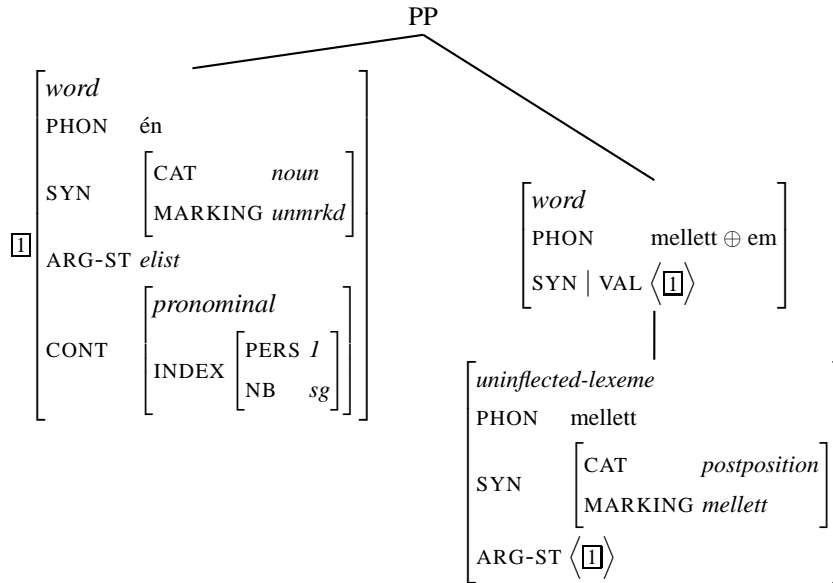 PP
word
PHON én
SYN
CAT noun
MARKING unmrkd
1
ARG-ST elist
CONT
pronominal
INDEX
PERS 1
NB sg
word
PHON mellett ⊕ em
SYN | VAL ⟨1⟩
uninflected-lexeme
PHON mellett
SYN
CAT postposition
MARKING mellett
ARG-ST ⟨1⟩